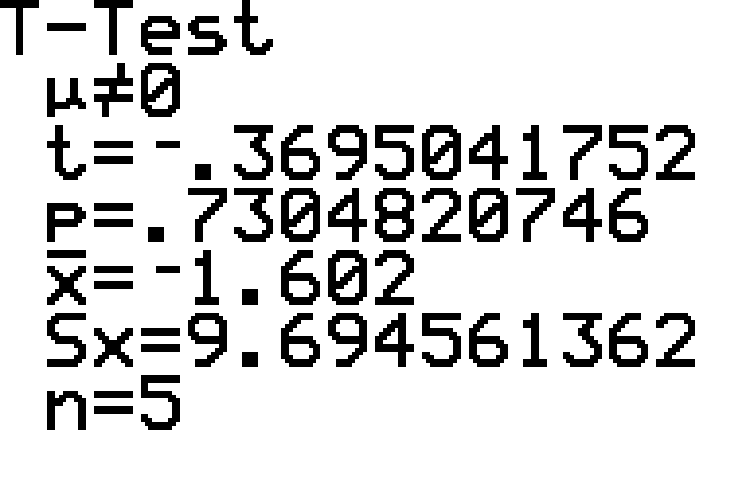 T-Test
μ≠0
t=-.3695041752
p=.7304820746
x̄=-1.602
Sx=9.694561362
n=5